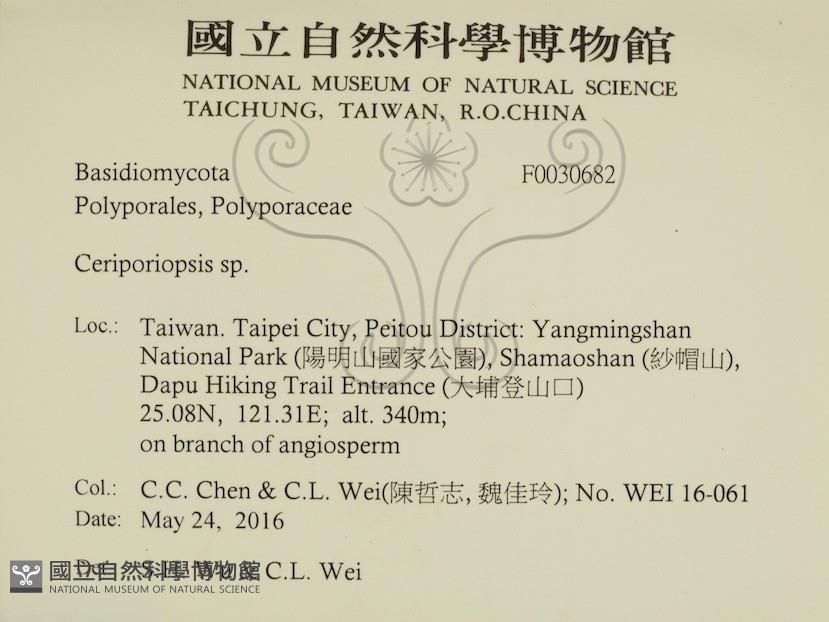 國立自然科學博物館
NATIONAL MUSEUM OF NATURAL SCIENCE
TAICHUNG, TAIWAN, R.O.CHINA
Basidiomycota F0030682
Polyporales, Polyporaceae
Ceriporiopsis sp.
Loc.: Taiwan. Taipei City, Peitou District: Yangmingshan
National Park (陽明山國家公園), Shamaoshan (紗帽山),
Dapu Hiking Trail Entrance (大埔登山口)
25.08N, 121.31E; alt. 340m;
on branch of angiosperm
Col.: C.C. Chen & C.L. Wei(陳哲志, 魏佳玲); No. WEI 16-061
Date: May 24, 2016
& C.L. Wei
國立自然科學博物館
NATIONAL MUSEUM OF NATURAL SCIENCE